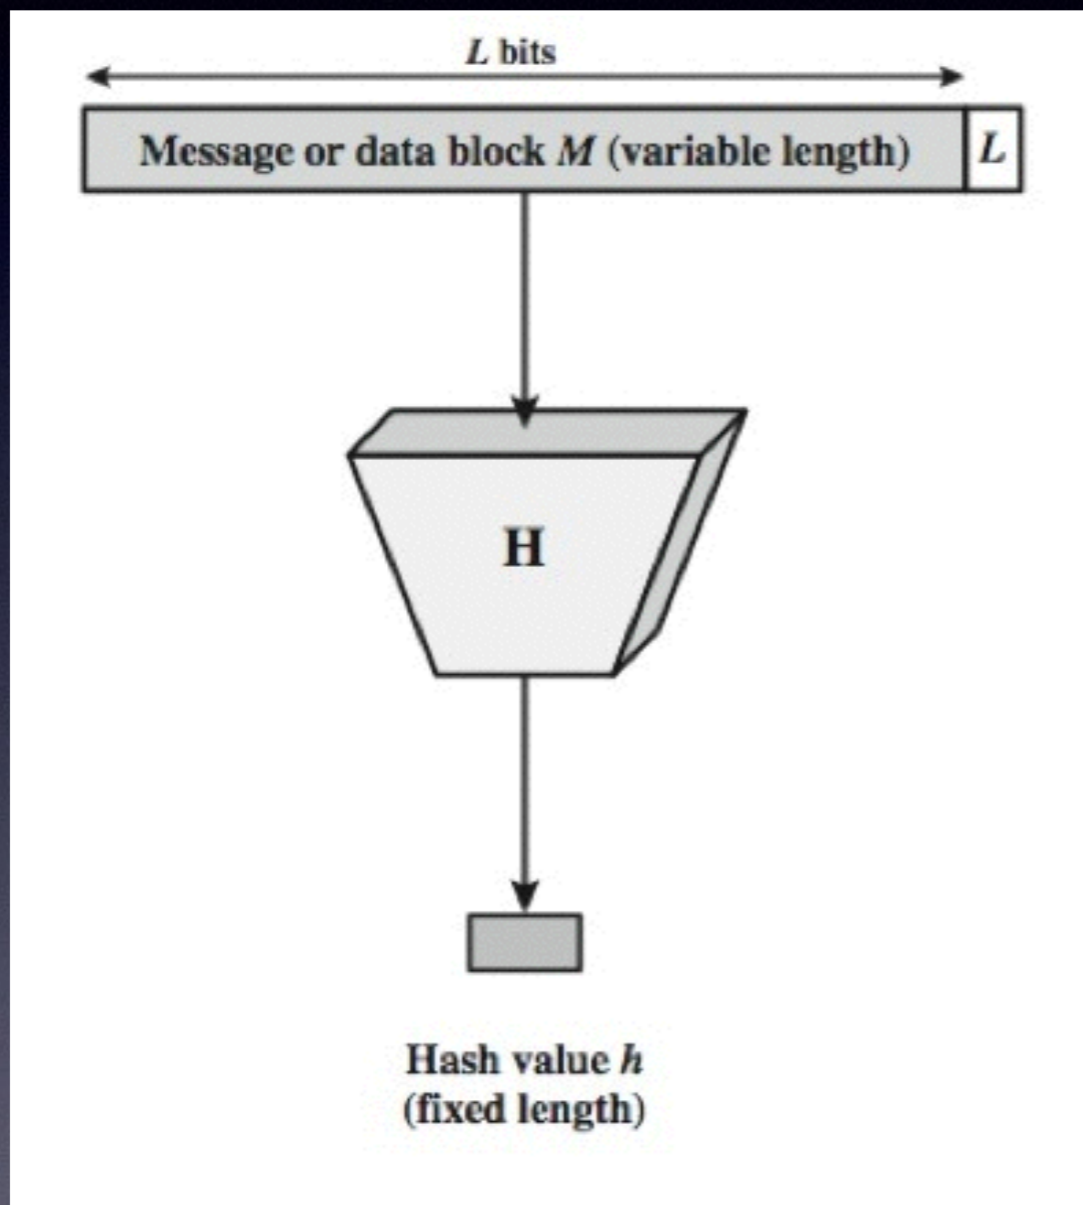 L bits
Message or data block M (variable length) L
H
Hash value h
(fixed length)